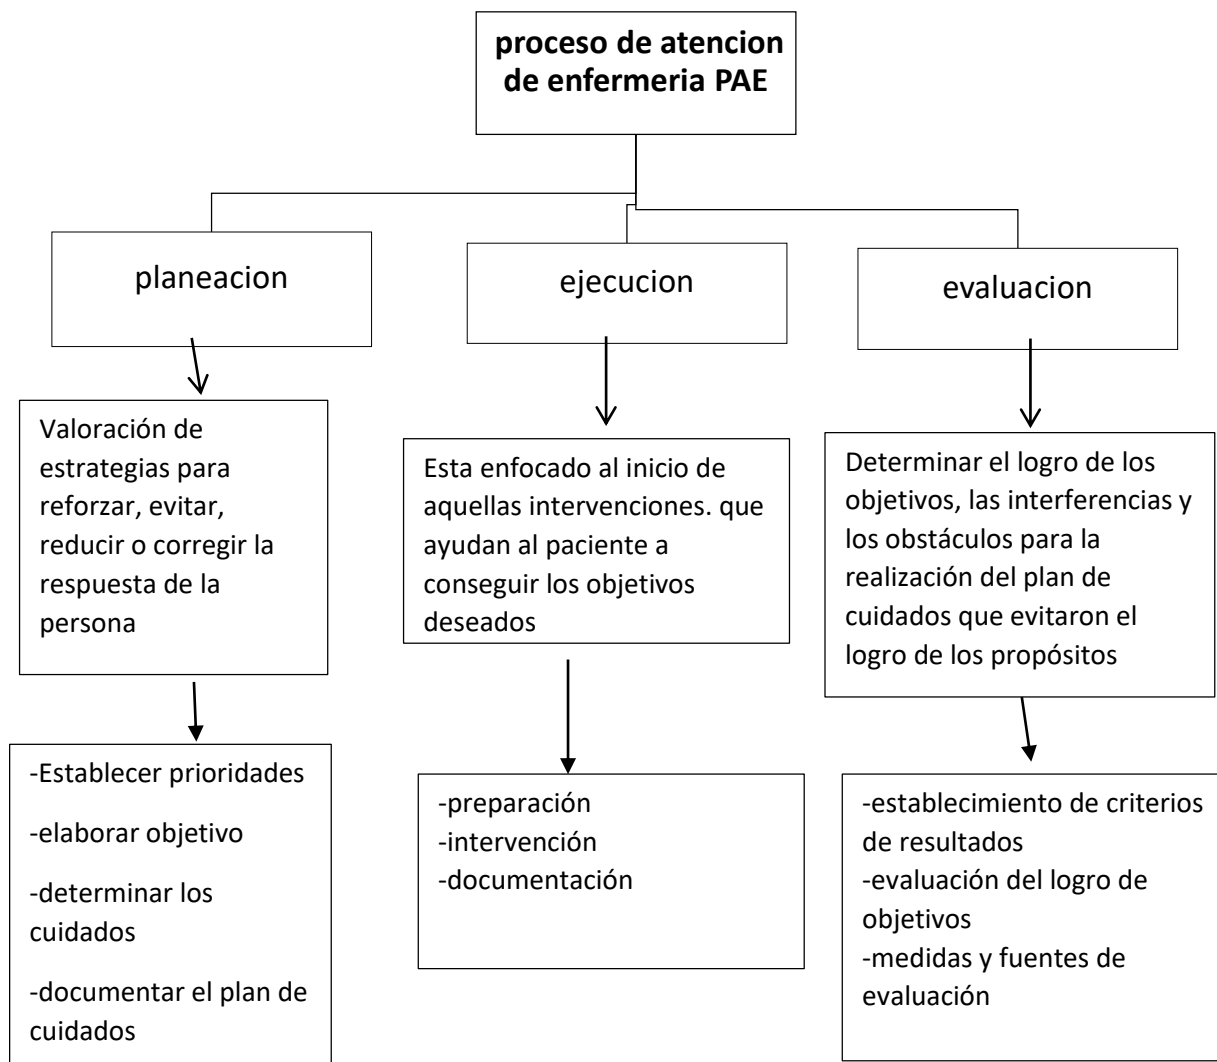 proceso de atencion
de enfermeria PAE
planeacion
ejecucion
evaluacion
Valoración de
estrategias para
reforzar, evitar,
reducir o corregir la
respuesta de la
persona
Esta enfocado al inicio de
aquellas intervenciones. que
ayudan al paciente a
conseguir los objetivos
deseados
Determinar el logro de los
objetivos, las interferencias y
los obstáculos para la
realización del plan de
cuidados que evitaron el
logro de los propósitos
-Establecer prioridades
-elaborar objetivo
-determinar los
cuidados
-documentar el plan de
cuidados
-preparación
-intervención
-documentación
-establecimiento de criterios
de resultados
-evaluación del logro de
objetivos
-medidas y fuentes de
evaluación